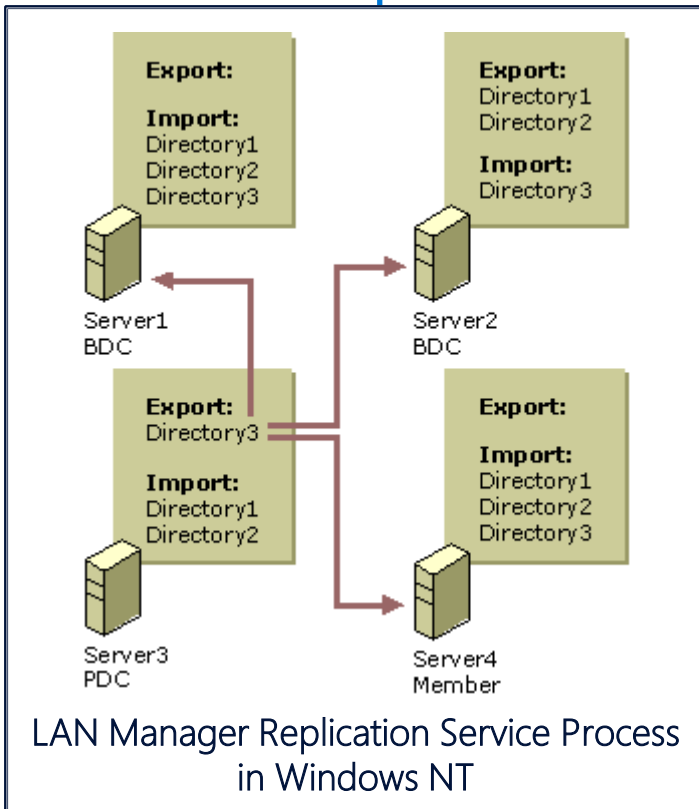 Export:
Import:
Directory1
Directory2
Directory3
Server1
BDC
Export:
Directory1
Directory2
Import:
Directory3
Server2
BDC
Export:
Directory3
Import:
Directory1
Directory2
Server3
PDC
Export:
Import:
Directory1
Directory2
Directory3
Server4
Member
LAN Manager Replication Service Process
in Windows NT